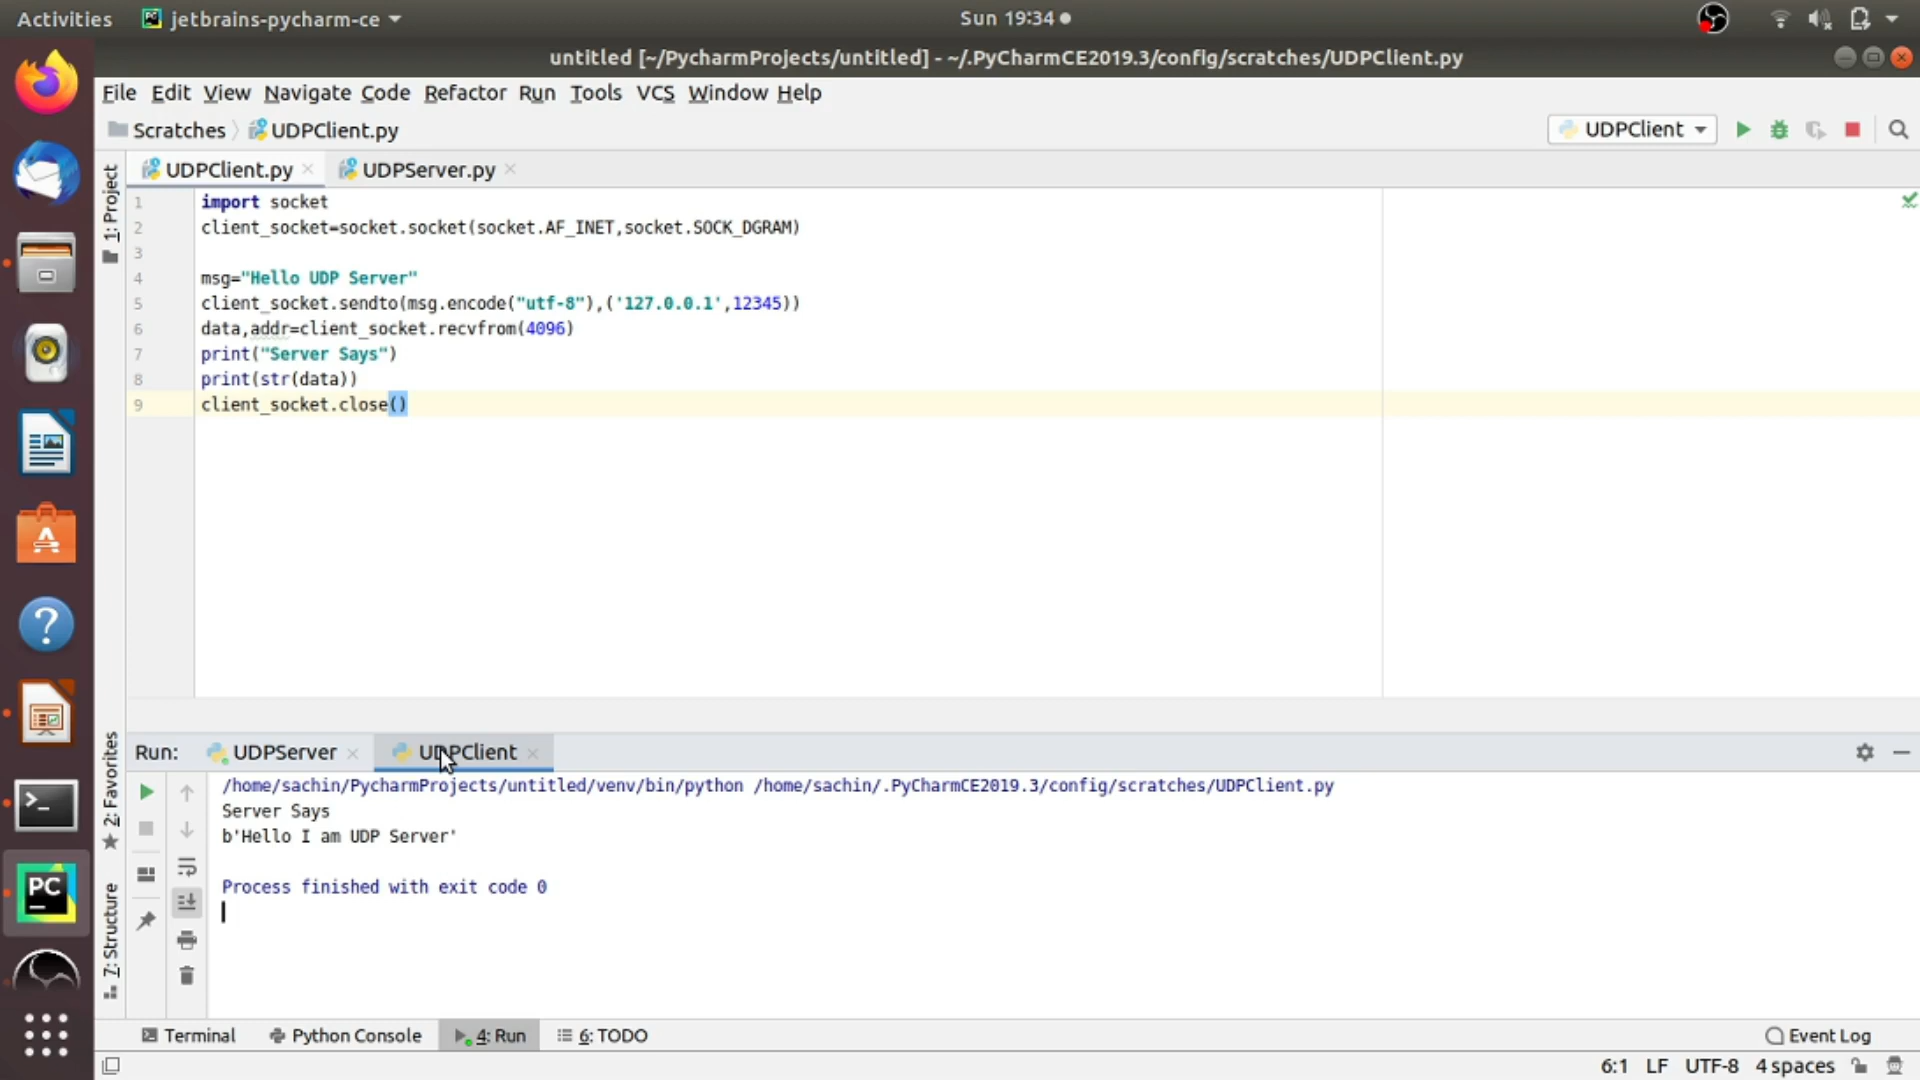 Activities jetbrains-pycharm-ce Sun 19:34
untitled [~/PycharmProjects/untitled] - ~/.PyCharmCE2019.3/config/scratches/UDPClient.py
File Edit View Navigate Code Refactor Run Tools VCS Window Help
Scratches UDPClient.py UDPClient
UDPClient.py UDPServer.py
1: Project
1 import socket
2 client_socket=socket.socket(socket.AF_INET,socket.SOCK_DGRAM)
3
4 msg="Hello UDP Server"
5 client_socket.sendto(msg.encode("utf-8"),('127.0.0.1',12345))
6 data,addr=client_socket.recvfrom(4096)
7 print("Server Says")
8 print(str(data))
9 client_socket.close()
2: Favorites
7: Structure
Run: UDPServer UDPClient
/home/sachin/PycharmProjects/untitled/venv/bin/python /home/sachin/.PyCharmCE2019.3/config/scratches/UDPClient.py
Server Says
b'Hello I am UDP Server'
Process finished with exit code 0
PC
Terminal Python Console 4: Run 6: TODO Event Log
6:1 LF UTF-8 4 spaces